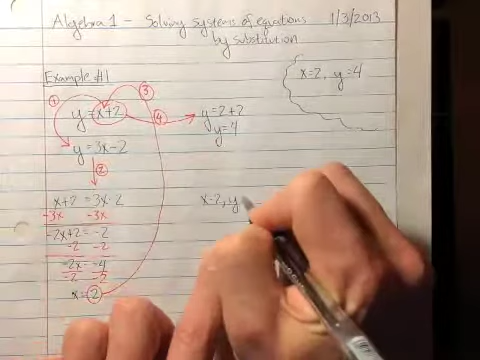 Algebra 1 - Solving systems of equations 1/3/2013
by substitution
Example #1
x=2, y=4
① ③
y=x+2 ④ y=2+2
y=4
y=3x-2
②
x+2 = 3x-2
-3x -3x
-2x+2 = -2
-2 -2
-2x = -4
-2 -2
x=2
x=2, y